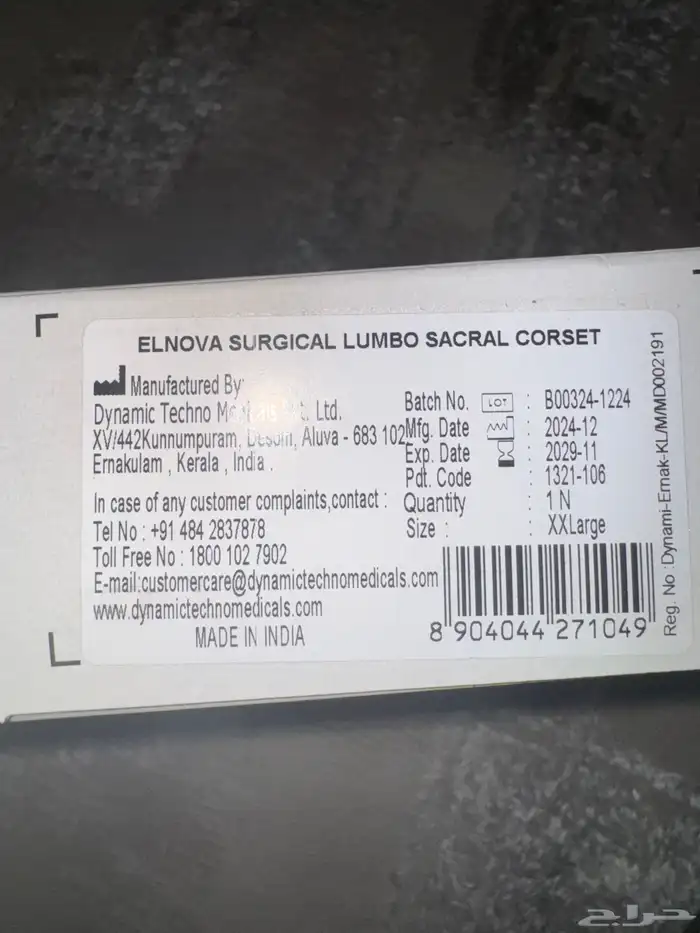 ELNOVA SURGICAL LUMBO SACRAL CORSET
Manufactured By
Dynamic Techno Ltd.
XV/442Kunnumpuram, Aluva - 683 102
Ernakulam , Kerala , India .
In case of any customer complaints,contact :
Tel No : +91 484 2837878
Toll Free No : 1800 102 7902
E-mail:customercare@dynamictechnomedicals.com
www.dynamictechnomedicals.com
MADE IN INDIA
Batch No. LOT : B00324-1224
Mfg. Date : 2024-12
Exp. Date : 2029-11
Pdt. Code : 1321-106
Quantity : 1 N
Size : : XXLarge
8 904044 271049
Reg. No :Dynami-Ernak-KL/M/MD002191
حراج